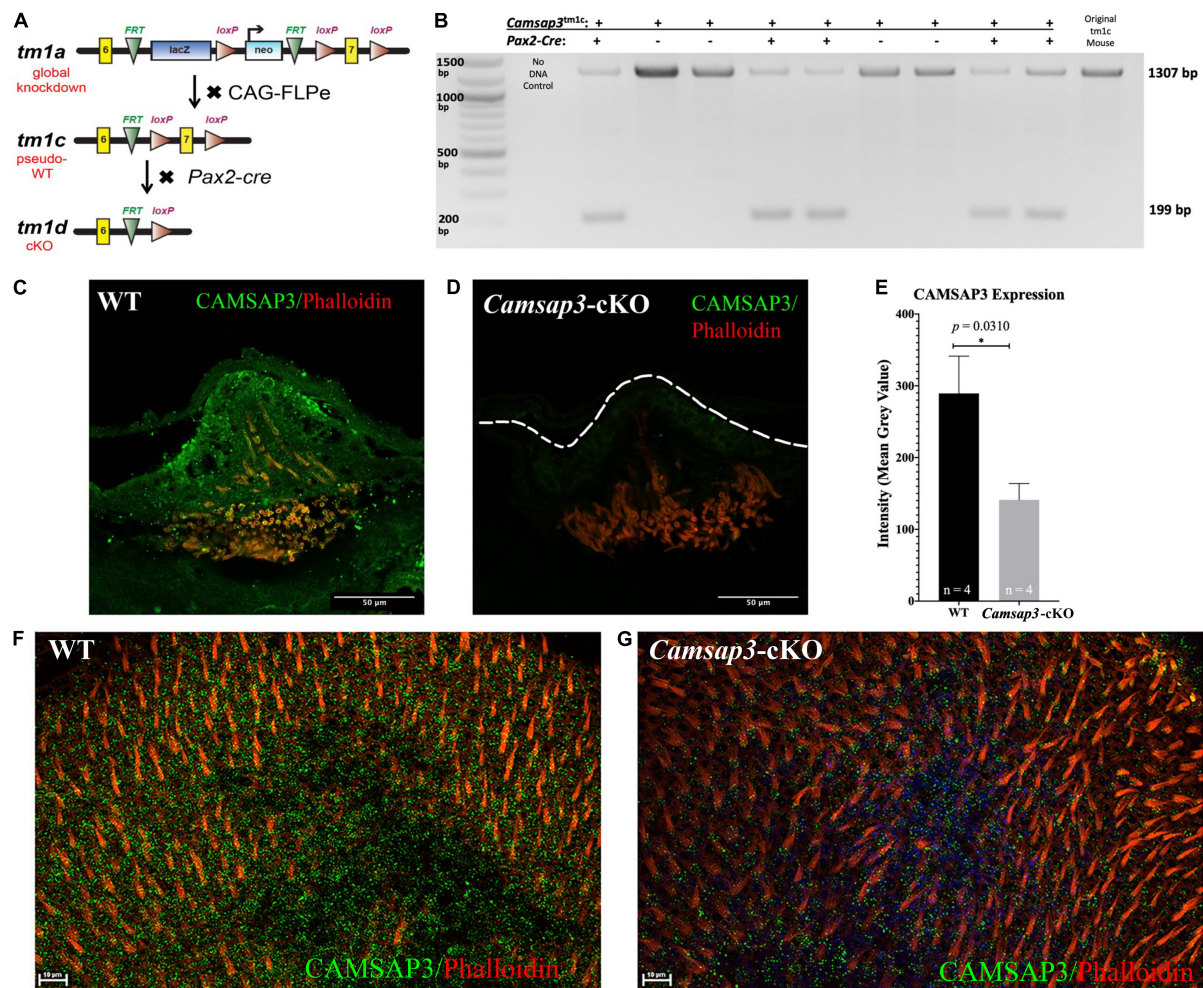 A
FRT loxP FRT loxP loxP
tm1a 6 lacZ neo 7
global
knockdown
✖ CAG-FLPe
FRT loxP loxP
tm1c 6 7
pseudo-
WT
✖ Pax2-cre
FRT loxP
tm1d 6
cKO
B
Camsap3tm1c: + + + + + + + + +
Pax2-Cre: + - - + + - - + +
Original
tm1c
Mouse
No
DNA
Control
1500
bp
1000
bp
500
bp
200
bp
1307 bp
199 bp
C
WT
CAMSAP3/Phalloidin
50 µm
D
Camsap3-cKO
CAMSAP3/
Phalloidin
50 µm
E
CAMSAP3 Expression
p = 0.0310
*
Intensity (Mean Grey Value)
400
300
200
100
0
n = 4 n = 4
WT Camsap3-cKO
F
WT
10 µm
CAMSAP3/Phalloidin
G
Camsap3-cKO
10 µm
CAMSAP3/Phalloidin